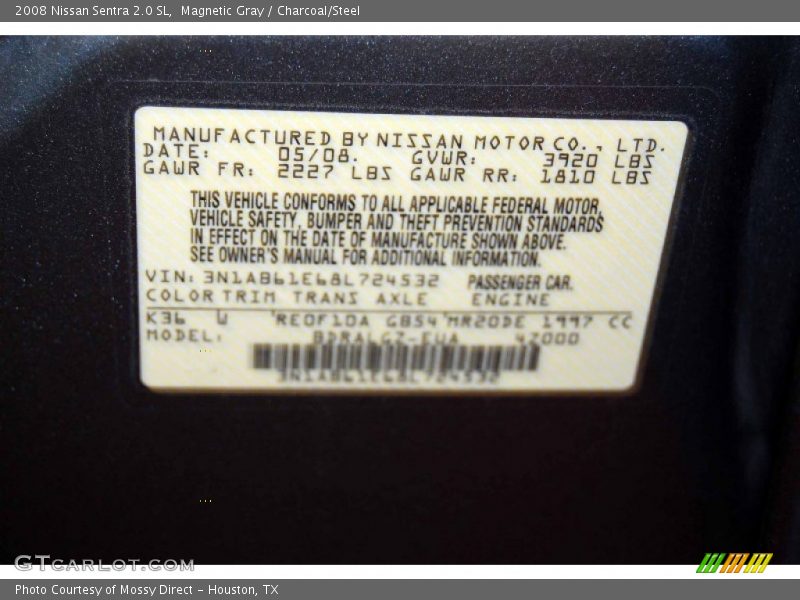 2008 Nissan Sentra 2.0 SL,  Magnetic Gray / Charcoal/Steel
MANUFACTURED BY NISSAN MOTOR CO., LTD.
DATE: 05/08. GVWR: 3920 LBS
GAWR FR: 2227 LBS GAWR RR: 1810 LBS
THIS VEHICLE CONFORMS TO ALL APPLICABLE FEDERAL MOTOR
VEHICLE SAFETY, BUMPER AND THEFT PREVENTION STANDARDS
IN EFFECT ON THE DATE OF MANUFACTURE SHOWN ABOVE.
SEE OWNER'S MANUAL FOR ADDITIONAL INFORMATION.
VIN: 3N1AB61E68L724532 PASSENGER CAR.
COLOR TRIM TRANS AXLE ENGINE
K36 W RE0F10A GB54 MR20DE 1997 CC
MODEL: BDRALGZ-EUA 42000
3N1AB61E68L724532
GTCARLOT.COM
Photo Courtesy of Mossy Direct - Houston, TX